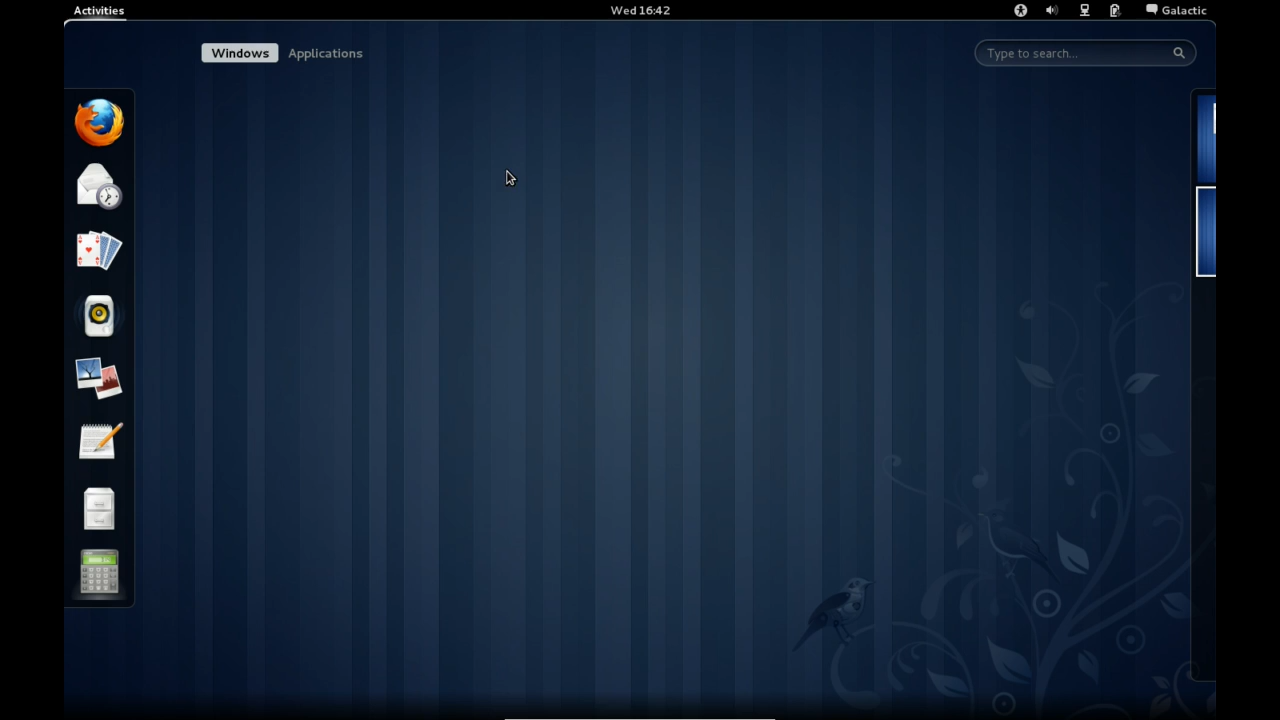 Activities
Wed 16:42
Galactic
Windows
Applications
Type to search...